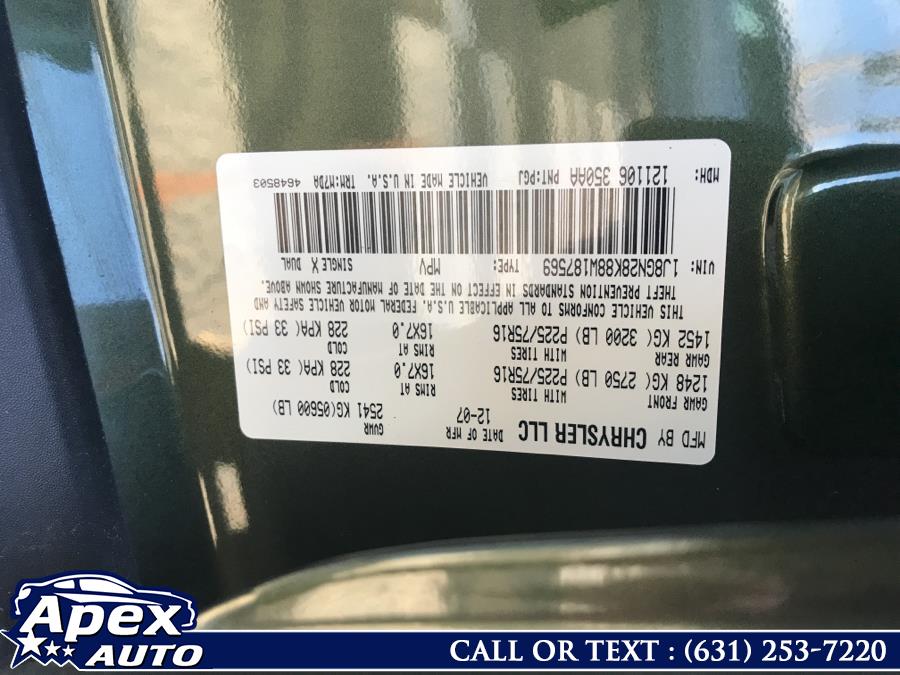 MFD BY CHRYSLER LLC DATE OF MFR 12-07 GVWR 2541 KG(05600 LB)
GAWR FRONT WITH TIRES RIMS AT COLD
1248 KG( 2750 LB) P225/75R16 16X7.0 228 KPA( 33 PSI)
GAWR REAR WITH TIRES RIMS AT COLD
1452 KG( 3200 LB) P225/75R16 16X7.0 228 KPA( 33 PSI)
THIS VEHICLE CONFORMS TO ALL APPLICABLE FEDERAL MOTOR VEHICLE SAFETY AND
THEFT PREVENTION STANDARDS IN EFFECT ON THE DATE OF MANUFACTURE SHOWN ABOVE.
VIN: 1J8GN28K88W187569 TYPE: MPV SINGLE X DUAL
MDH: 121106 350AA PNT:PGJ VEHICLE MADE IN U.S.A. TRM:M7DA 4648503
Apex AUTO
CALL OR TEXT : (631) 253-7220